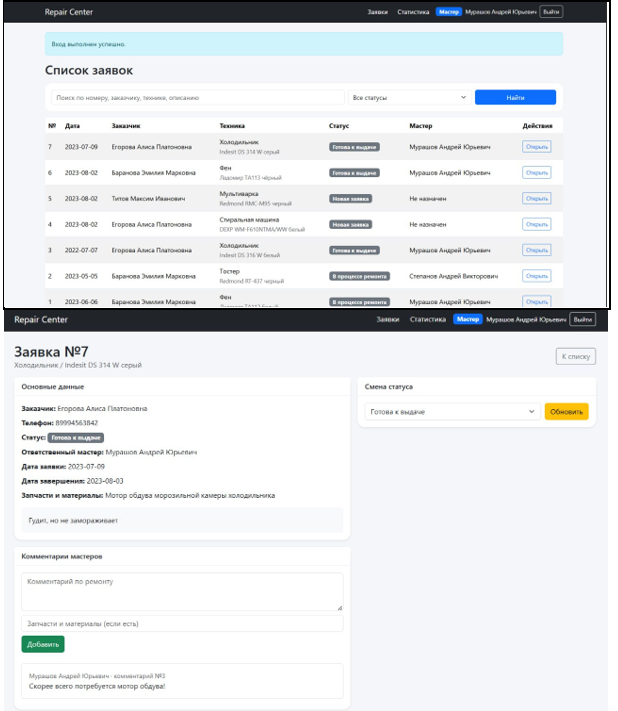 Repair Center Заявки Статистика Мастер Мурашов Андрей Юрьевич Выйти
Вход выполнен успешно.
Список заявок
Поиск по номеру, заказчику, технике, описанию Все статусы Найти
№ Дата Заказчик Техника Статус Мастер Действия
7 2023-07-09 Егорова Алиса Платоновна Холодильник Готова к выдаче Мурашов Андрей Юрьевич Открыть
Indesit DS 314 W серый
6 2023-08-02 Баранова Эмилия Марковна Фен Готова к выдаче Мурашов Андрей Юрьевич Открыть
Ладомир ТА113 чёрный
5 2023-08-02 Титов Максим Иванович Мультиварка Новая заявка Не назначен Открыть
Redmond RMC-M95 черный
4 2023-08-02 Егорова Алиса Платоновна Стиральная машина Новая заявка Не назначен Открыть
DEXP WM-F610NTMA/WW белый
3 2022-07-07 Егорова Алиса Платоновна Холодильник Готова к выдаче Мурашов Андрей Юрьевич Открыть
Indesit DS 316 W белый
2 2023-05-05 Баранова Эмилия Марковна Тостер В процессе ремонта Степанов Андрей Викторович Открыть
Redmond RT-437 черный
1 2023-06-06 Баранова Эмилия Марковна Фен В процессе ремонта Мурашов Андрей Юрьевич Открыть
Repair Center Заявки Статистика Мастер Мурашов Андрей Юрьевич Выйти
Заявка №7 К списку
Холодильник / Indesit DS 314 W серый
Основные данные
Смена статуса
Заказчик: Егорова Алиса Платоновна
Готова к выдаче Обновить
Телефон: 89994563842
Статус: Готова к выдаче
Ответственный мастер: Мурашов Андрей Юрьевич
Дата заявки: 2023-07-09
Дата завершения: 2023-08-03
Запчасти и материалы: Мотор обдува морозильной камеры холодильника
Гудит, но не замораживает
Комментарии мастеров
Комментарий по ремонту
Запчасти и материалы (если есть)
Добавить
Мурашов Андрей Юрьевич · комментарий №3
Скорее всего потребуется мотор обдува!